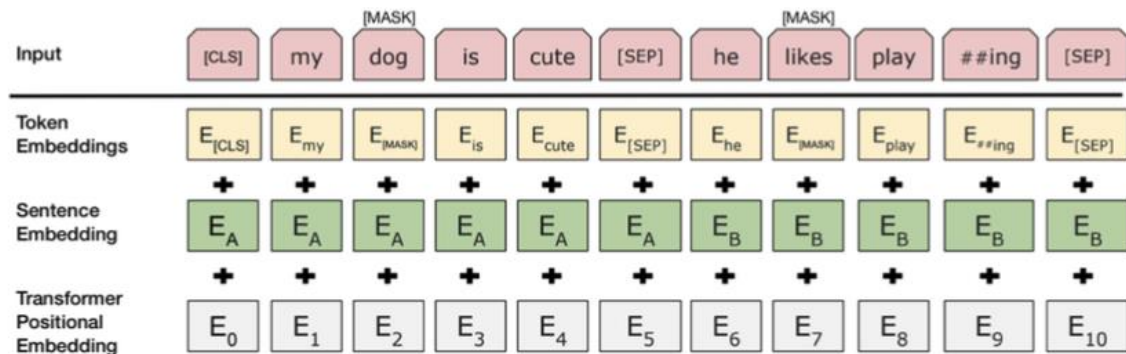 [MASK] [MASK]
Input [CLS] my dog is cute [SEP] he likes play ##ing [SEP]
Token
Embeddings
E[CLS] Emy E[MASK] Eis Ecute E[SEP] Ehe E[MASK] Eplay E##ing E[SEP]
+ + + + + + + + + + +
Sentence
Embedding
EA EA EA EA EA EA EB EB EB EB EB
+ + + + + + + + + + +
Transformer
Positional
Embedding
E0 E1 E2 E3 E4 E5 E6 E7 E8 E9 E10